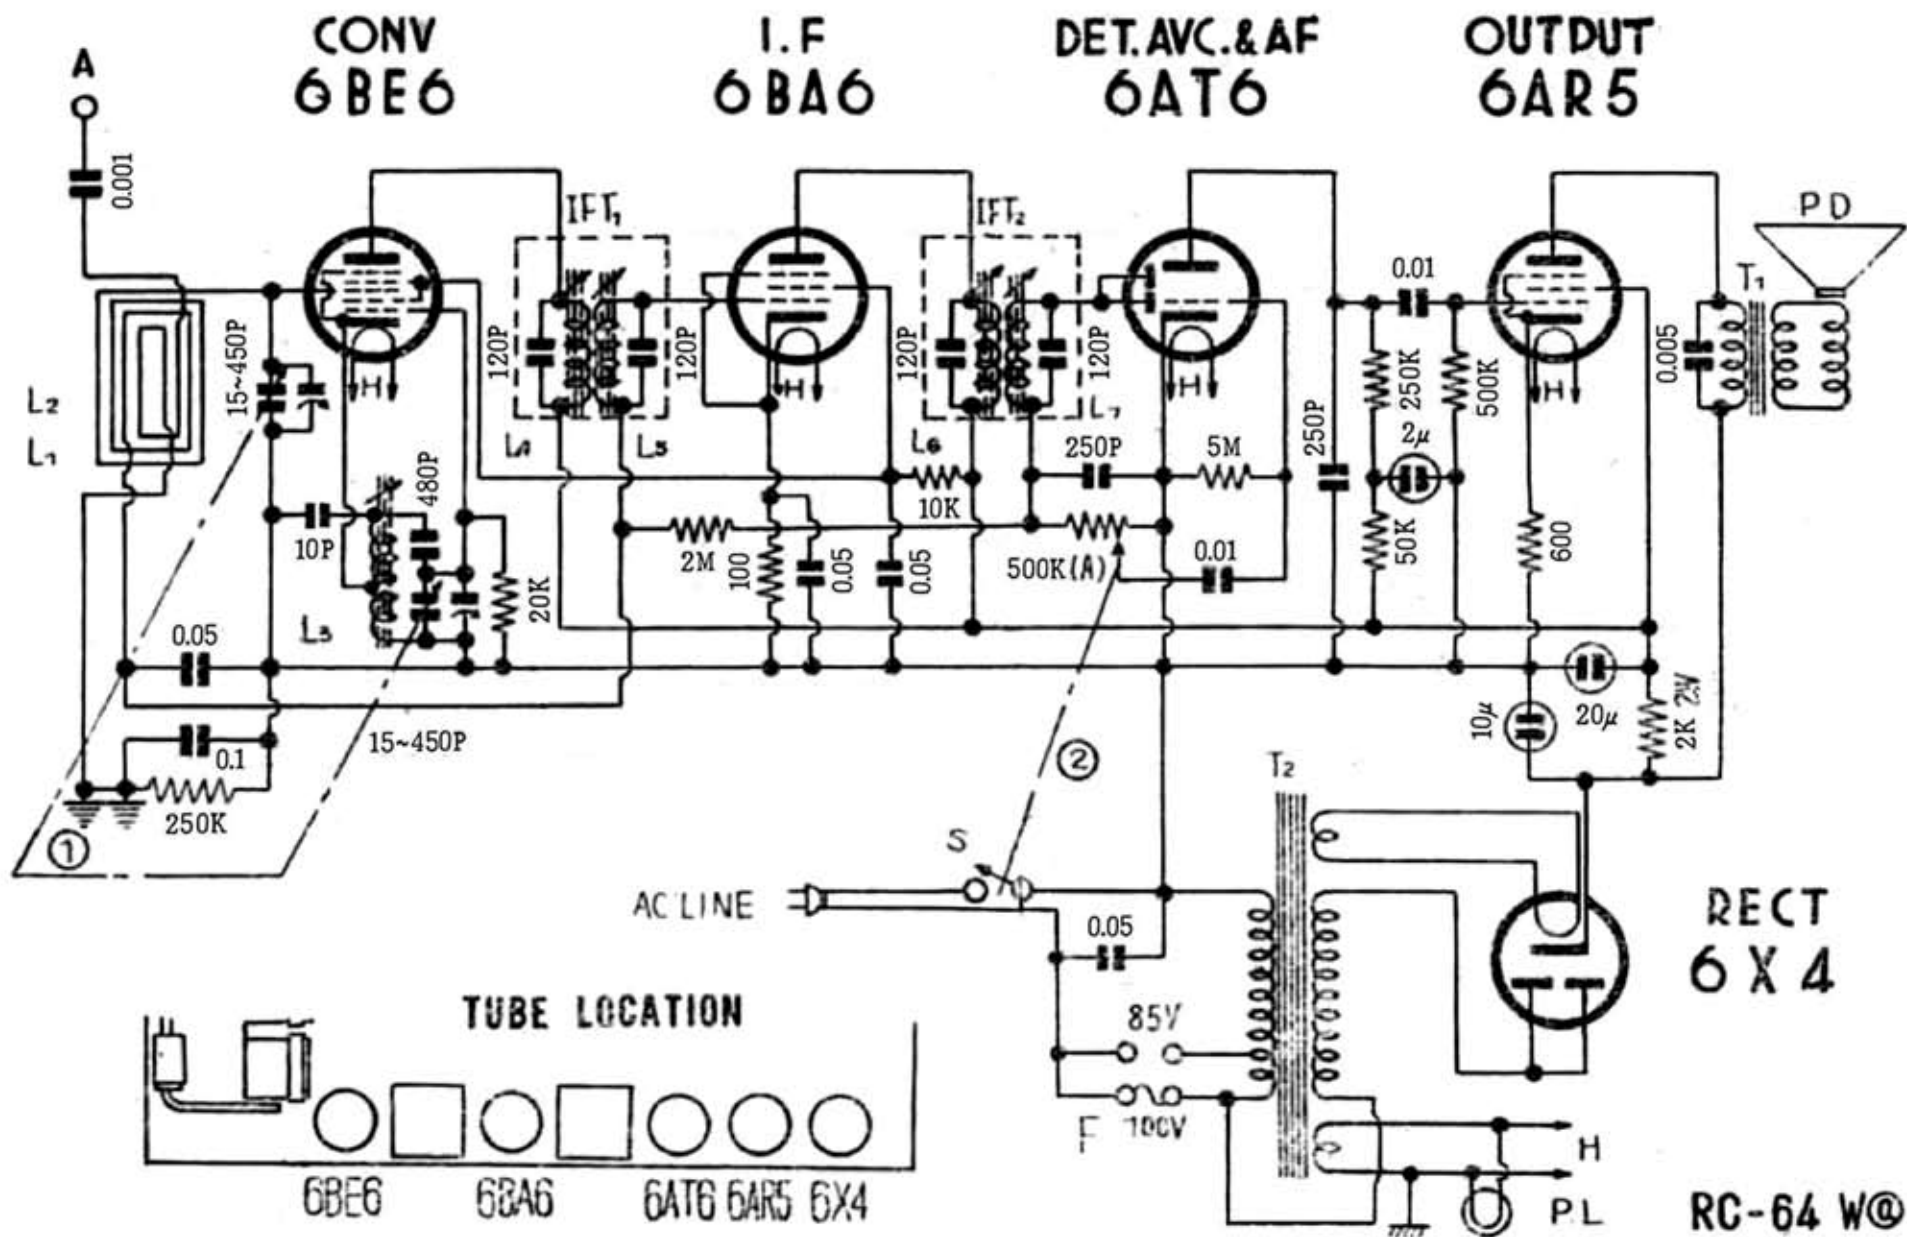 CONV
6BE6
I.F
6BA6
DET.AVC.&AF
6AT6
OUTPUT
6AR5
A
0.001
IFT1
IFT2
PD
T1
0.01
15~450P
120P
120P
120P
120P
250K
500K
0.005
L2
L1
H
H
H
H
L4
L5
L6
L7
480P
250P
5M
250P
2μ
10P
10K
50K
600
2M
100
0.05
0.05
500K(A)
0.01
20K
L3
0.05
15~450P
0.1
250K
①
②
10μ
20μ
2K 2W
T2
S
AC LINE
0.05
85V
F
100V
RECT
6X4
H
PL
TUBE LOCATION
6BE6
6BA6
6AT6
6AR5
6X4
RC-64 W@